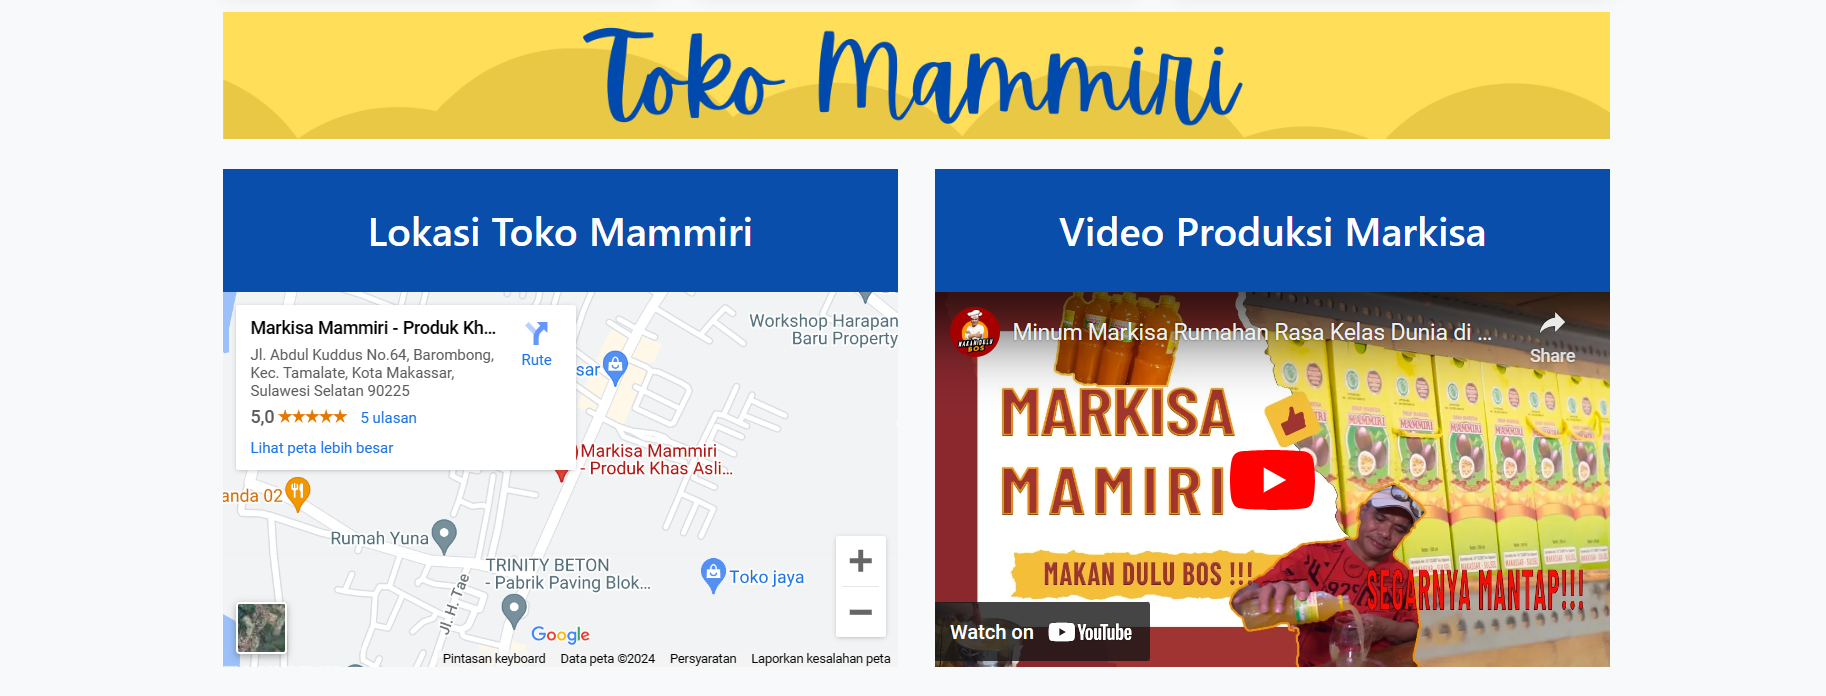 Toko Mammiri
Lokasi Toko Mammiri
Markisa Mammiri - Produk Kh...
Jl. Abdul Kuddus No.64, Barombong,
Kec. Tamalate, Kota Makassar,
Sulawesi Selatan 90225
5,0
5 ulasan
Lihat peta lebih besar
Rute
Workshop Harapan
Baru Property
sar
Markisa Mammiri
- Produk Khas Asli...
anda 02
Rumah Yuna
TRINITY BETON
- Pabrik Paving Blok...
Toko jaya
Jl. H. Tae
Google
Pintasan keyboard
Data peta ©2024
Persyaratan
Laporkan kesalahan peta
Video Produksi Markisa
MAKANDULU
BOS
Minum Markisa Rumahan Rasa Kelas Dunia di ...
Share
MARKISA
MAMIRI
MAKAN DULU BOS !!!
SEGARNYA MANTAP!!!
MAMMIRI
Watch on YouTube